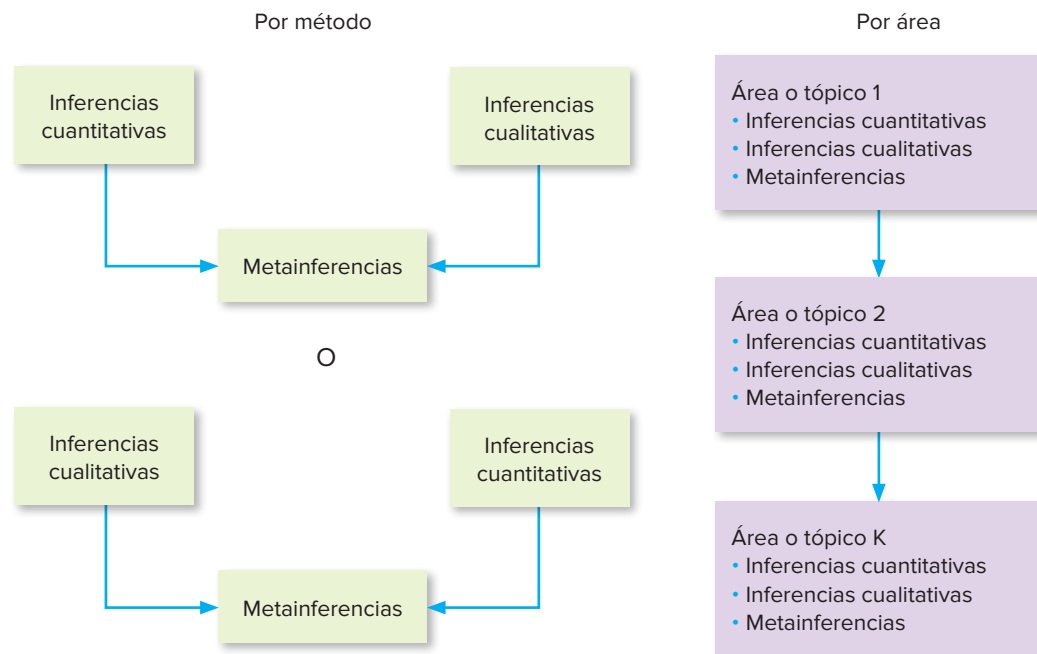 Por método
Inferencias
cuantitativas
Inferencias
cualitativas
Metainferencias
O
Inferencias
cualitativas
Inferencias
cuantitativas
Metainferencias
Por área
Área o tópico 1
• Inferencias cuantitativas
• Inferencias cualitativas
• Metainferencias
Área o tópico 2
• Inferencias cuantitativas
• Inferencias cualitativas
• Metainferencias
Área o tópico K
• Inferencias cuantitativas
• Inferencias cualitativas
• Metainferencias